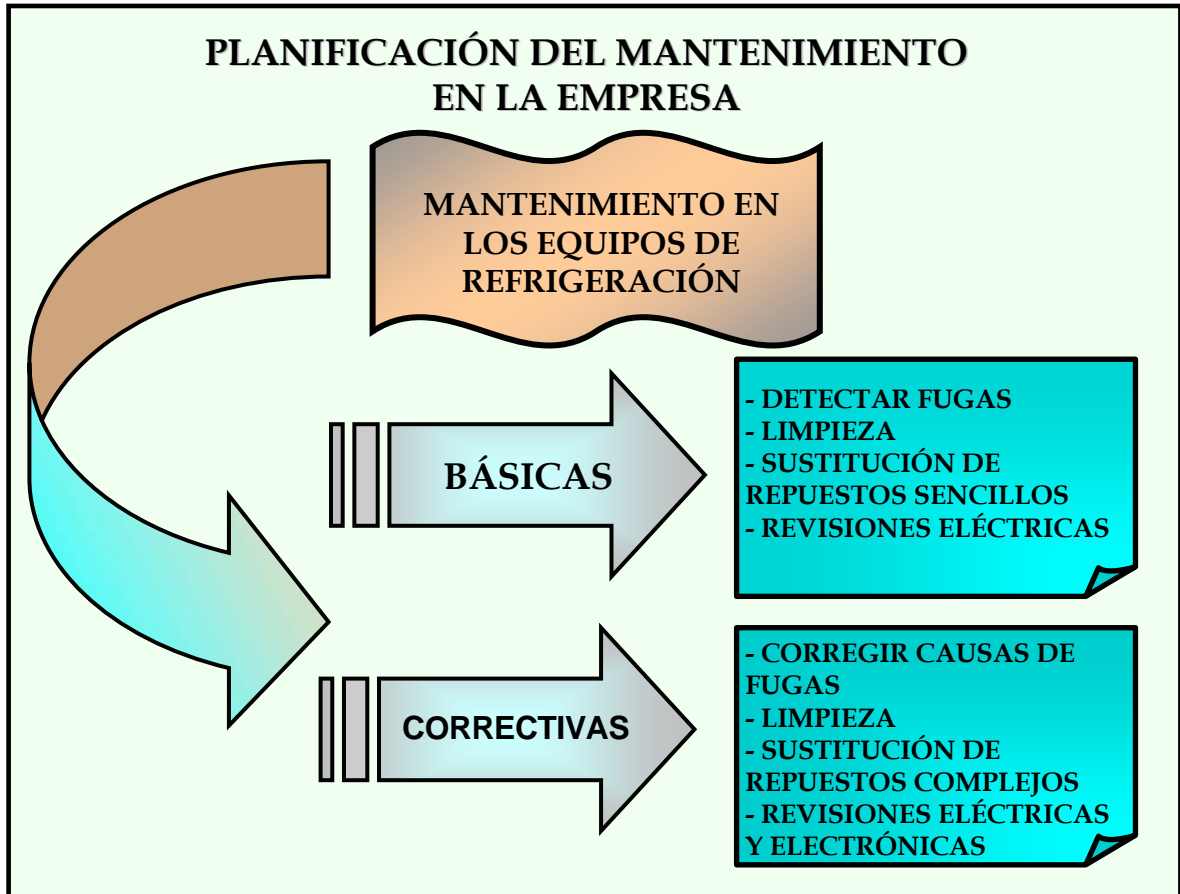 PLANIFICACIÓN DEL MANTENIMIENTO
EN LA EMPRESA
MANTENIMIENTO EN
LOS EQUIPOS DE
REFRIGERACIÓN
BÁSICAS
- DETECTAR FUGAS
- LIMPIEZA
- SUSTITUCIÓN DE
REPUESTOS SENCILLOS
- REVISIONES ELÉCTRICAS
CORRECTIVAS
- CORREGIR CAUSAS DE
FUGAS
- LIMPIEZA
- SUSTITUCIÓN DE
REPUESTOS COMPLEJOS
- REVISIONES ELÉCTRICAS
Y ELECTRÓNICAS